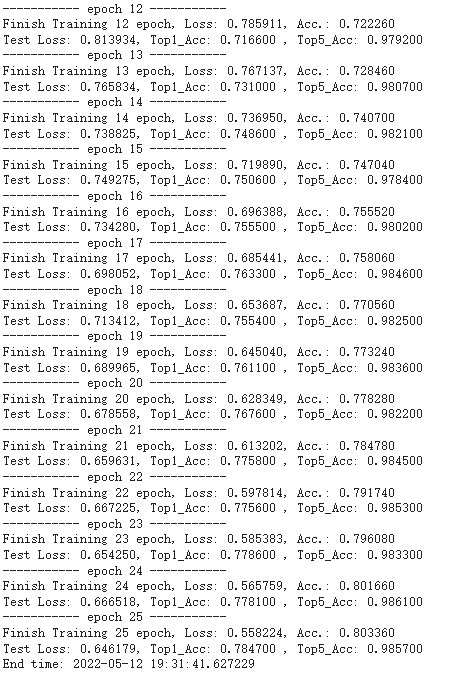 ----------- epoch 12 -----------
Finish Training 12 epoch, Loss: 0.785911, Acc.: 0.722260
Test Loss: 0.813934, Top1_Acc: 0.716600 , Top5_Acc: 0.979200
----------- epoch 13 -----------
Finish Training 13 epoch, Loss: 0.767137, Acc.: 0.728460
Test Loss: 0.765834, Top1_Acc: 0.731000 , Top5_Acc: 0.980700
----------- epoch 14 -----------
Finish Training 14 epoch, Loss: 0.736950, Acc.: 0.740700
Test Loss: 0.738825, Top1_Acc: 0.748600 , Top5_Acc: 0.982100
----------- epoch 15 -----------
Finish Training 15 epoch, Loss: 0.719890, Acc.: 0.747040
Test Loss: 0.749275, Top1_Acc: 0.750600 , Top5_Acc: 0.978400
----------- epoch 16 -----------
Finish Training 16 epoch, Loss: 0.696388, Acc.: 0.755520
Test Loss: 0.734280, Top1_Acc: 0.755500 , Top5_Acc: 0.980200
----------- epoch 17 -----------
Finish Training 17 epoch, Loss: 0.685441, Acc.: 0.758060
Test Loss: 0.698052, Top1_Acc: 0.763300 , Top5_Acc: 0.984600
----------- epoch 18 -----------
Finish Training 18 epoch, Loss: 0.653687, Acc.: 0.770560
Test Loss: 0.713412, Top1_Acc: 0.755400 , Top5_Acc: 0.982500
----------- epoch 19 -----------
Finish Training 19 epoch, Loss: 0.645040, Acc.: 0.773240
Test Loss: 0.689965, Top1_Acc: 0.761100 , Top5_Acc: 0.983600
----------- epoch 20 -----------
Finish Training 20 epoch, Loss: 0.628349, Acc.: 0.778280
Test Loss: 0.678558, Top1_Acc: 0.767600 , Top5_Acc: 0.982200
----------- epoch 21 -----------
Finish Training 21 epoch, Loss: 0.613202, Acc.: 0.784780
Test Loss: 0.659631, Top1_Acc: 0.775800 , Top5_Acc: 0.984500
----------- epoch 22 -----------
Finish Training 22 epoch, Loss: 0.597814, Acc.: 0.791740
Test Loss: 0.667225, Top1_Acc: 0.775600 , Top5_Acc: 0.985300
----------- epoch 23 -----------
Finish Training 23 epoch, Loss: 0.585383, Acc.: 0.796080
Test Loss: 0.654250, Top1_Acc: 0.778600 , Top5_Acc: 0.983300
----------- epoch 24 -----------
Finish Training 24 epoch, Loss: 0.565759, Acc.: 0.801660
Test Loss: 0.666518, Top1_Acc: 0.778100 , Top5_Acc: 0.986100
----------- epoch 25 -----------
Finish Training 25 epoch, Loss: 0.558224, Acc.: 0.803360
Test Loss: 0.646179, Top1_Acc: 0.784700 , Top5_Acc: 0.985700
End time: 2022-05-12 19:31:41.627229